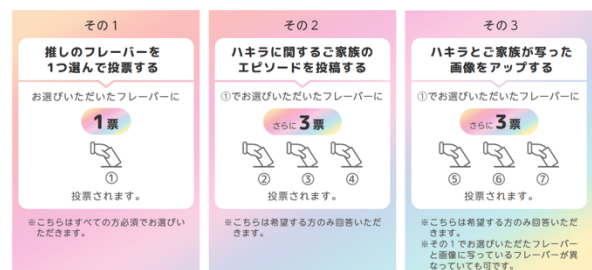 その1
推しのフレーバーを
1つ選んで投票する
お選びいただいたフレーバーに
1票
①
投票されます。
※こちらはすべての方必須でお選びい
ただきます。
その2
ハキラに関するご家族の
エピソードを投稿する
①でお選びいただいたフレーバーに
さらに3票
② ③ ④
投票されます。
※こちらは希望する方のみ回答いただ
きます。
その3
ハキラとご家族が写った
画像をアップする
①でお選びいただいたフレーバーに
さらに3票
⑤ ⑥ ⑦
投票されます。
※こちらは希望する方のみ回答いただ
きます。
※その1でお選びいただたフレーバー
と画像に写っているフレーバーが異
なっていても可です。